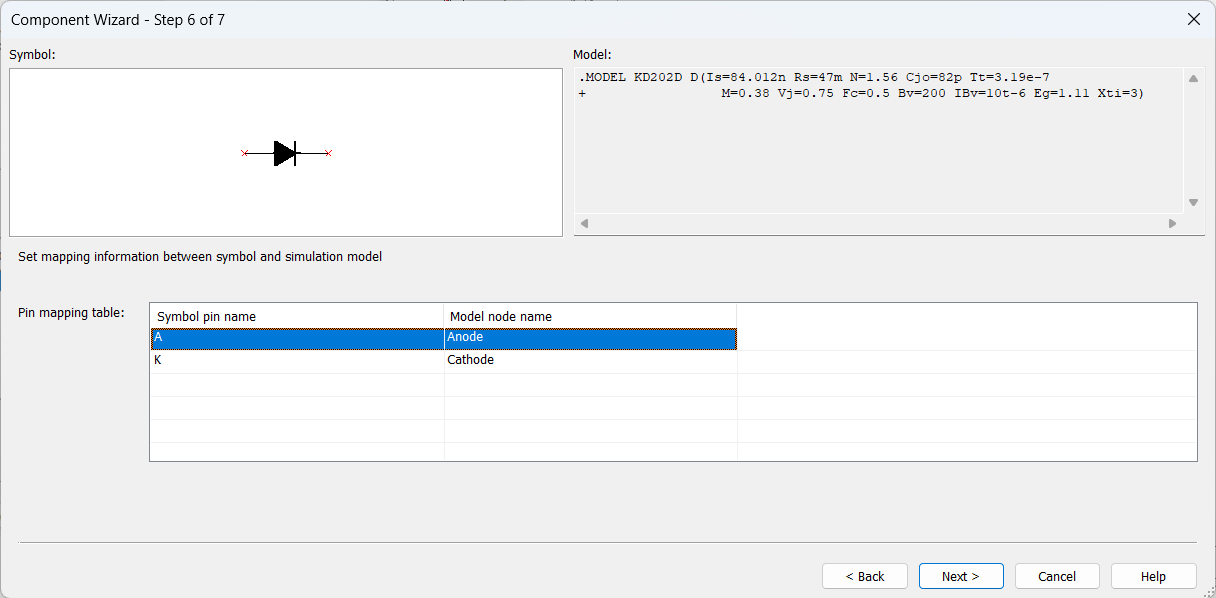 Component Wizard - Step 6 of 7
Symbol:
Model:
.MODEL KD202D D(Is=84.012n Rs=47m N=1.56 Cjo=82p Tt=3.19e-7
+ M=0.38 Vj=0.75 Fc=0.5 Bv=200 IBv=10t-6 Eg=1.11 Xti=3)
Set mapping information between symbol and simulation model
Pin mapping table:
Symbol pin name Model node name
A Anode
K Cathode
< Back Next > Cancel Help